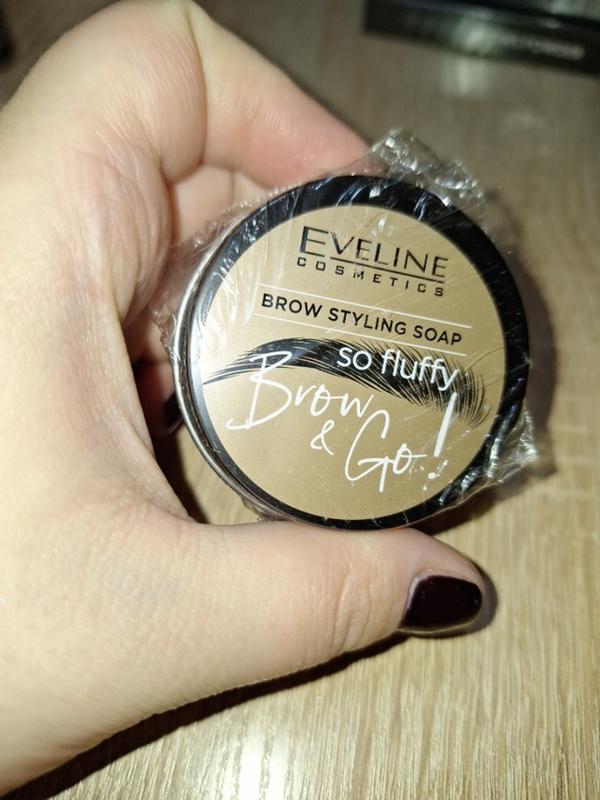 EVELINE
COSMETICS
BROW STYLING SOAP
so fluffy
Brow
& Go!